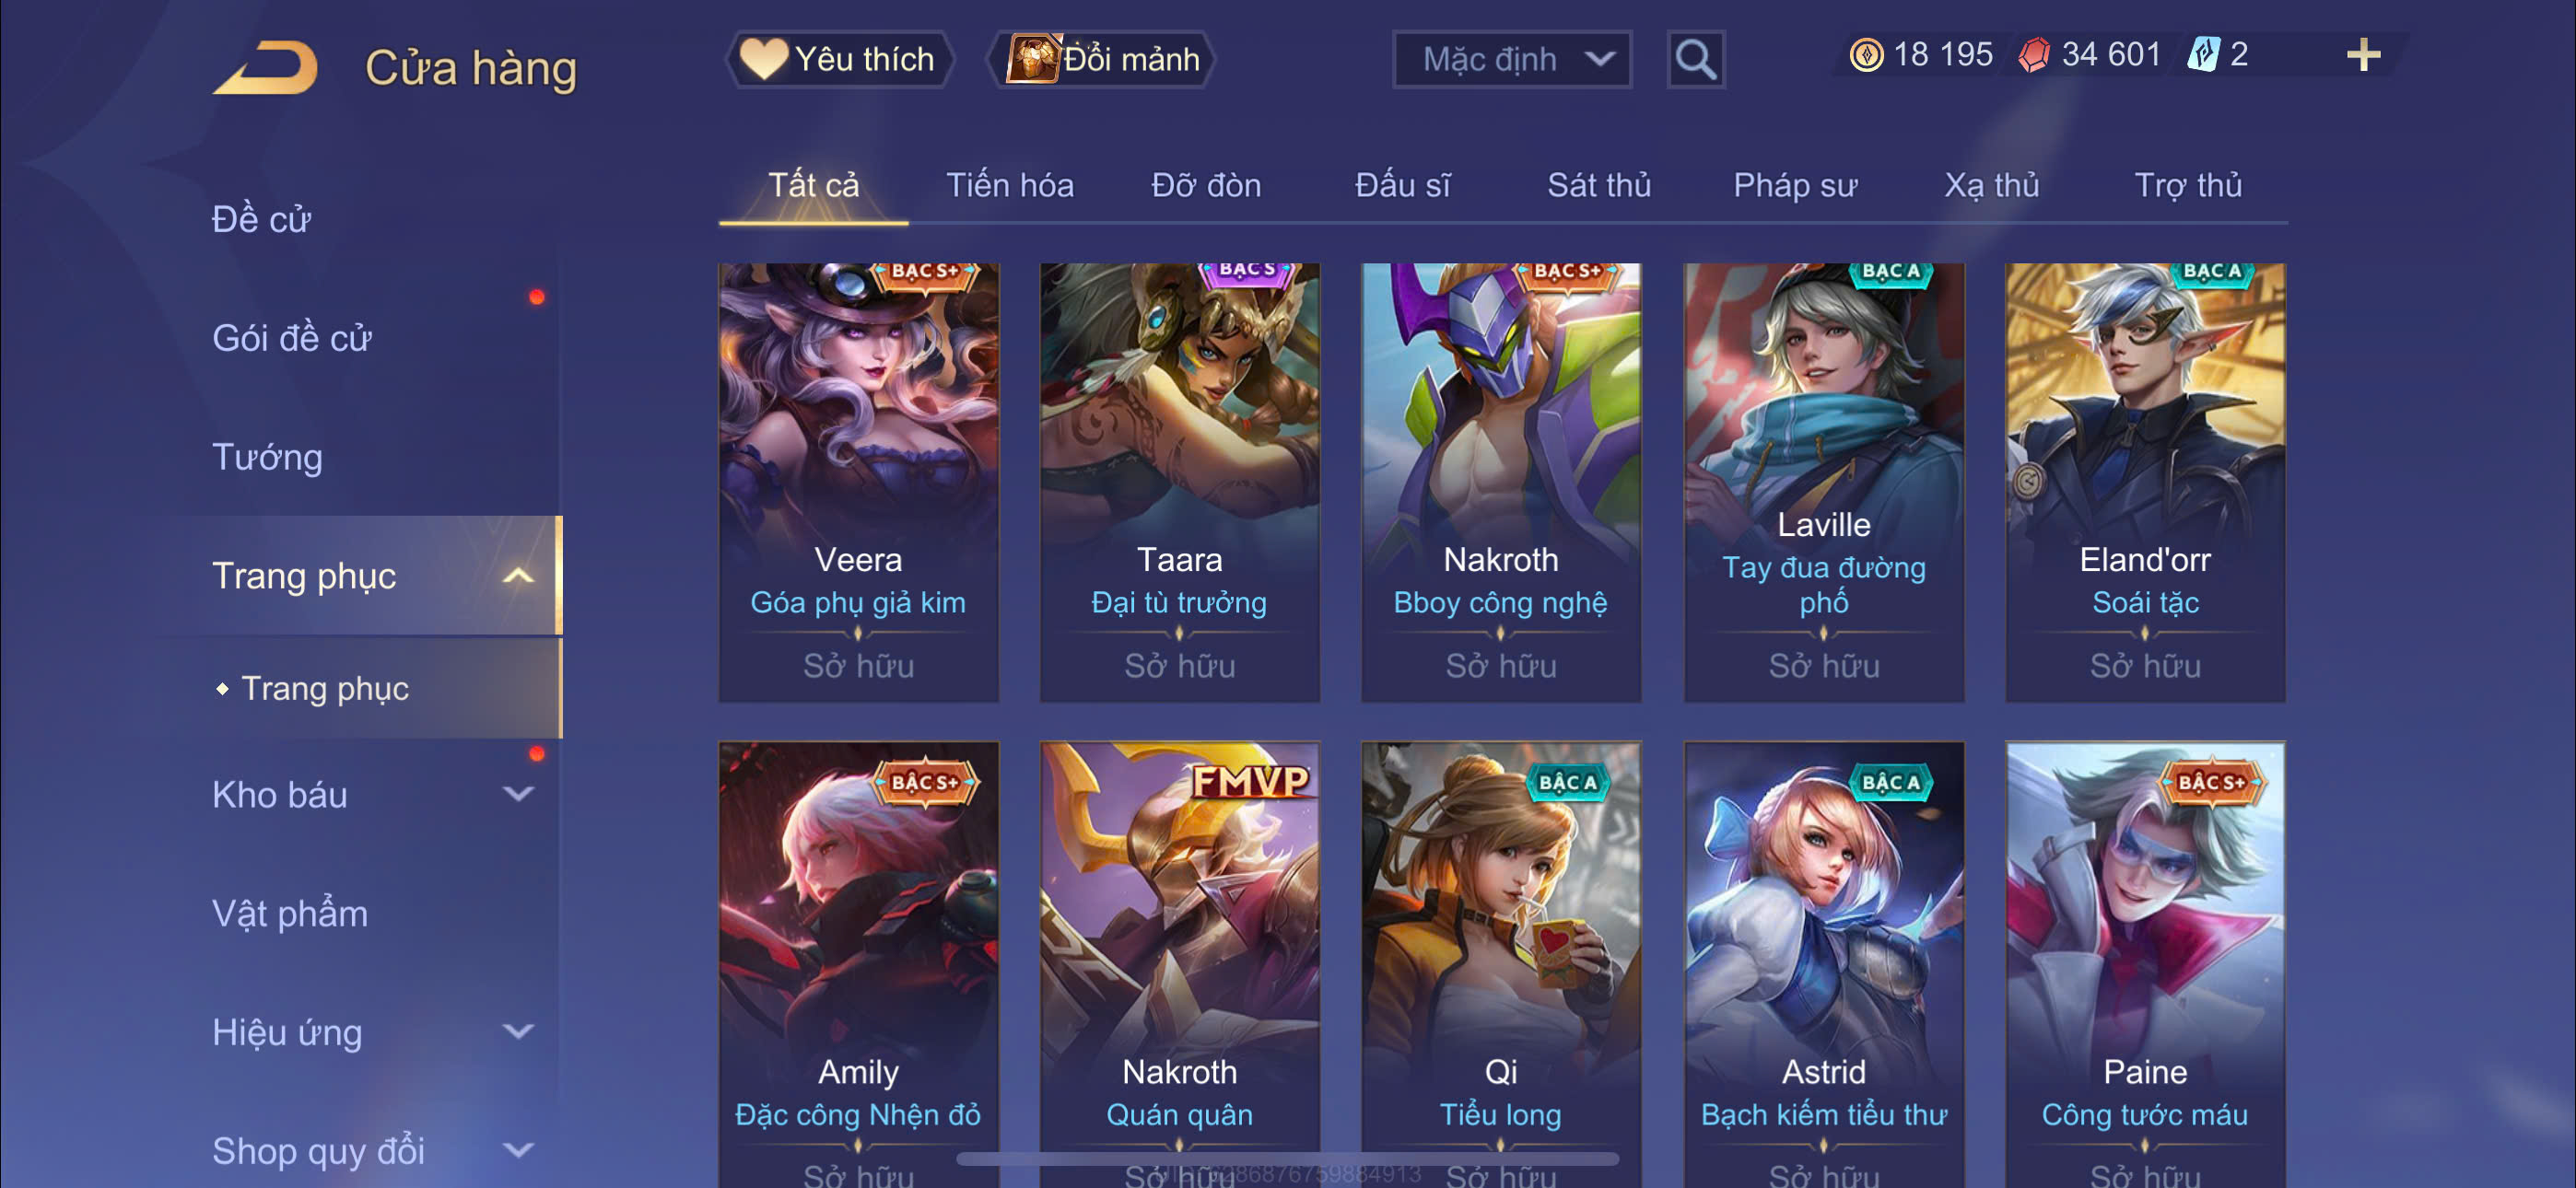 Cửa hàng
Yêu thích
Đổi mảnh
Mặc định
18 195
34 601
2
Tất cả
Tiến hóa
Đỡ đòn
Đấu sĩ
Sát thủ
Pháp sư
Xạ thủ
Trợ thủ
Đề cử
Gói đề cử
Tướng
Trang phục
Trang phục
Kho báu
Vật phẩm
Hiệu ứng
Shop quy đổi
BẬC S+
Veera
Góa phụ giả kim
Sở hữu
BẬC S
Taara
Đại tù trưởng
Sở hữu
BẬC S+
Nakroth
Bboy công nghệ
Sở hữu
BẬC A
Laville
Tay đua đường
phố
Sở hữu
BẬC A
Eland'orr
Soái tặc
Sở hữu
BẬC S+
Amily
Đặc công Nhện đỏ
Sở hữu
FMVP
Nakroth
Quán quân
Sở hữu
BẬC A
Qi
Tiểu long
Sở hữu
BẬC A
Astrid
Bạch kiếm tiểu thư
Sở hữu
BẬC S+
Paine
Công tước máu
Sở hữu